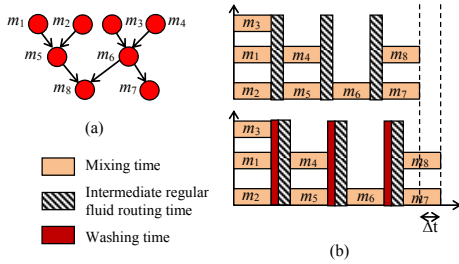 m1 m2 m3 m4
m5 m6
m8 m7
(a)
Mixing time
Intermediate regular
fluid routing time
Washing time
m3
m1 m4 m8
m2 m5 m6 m7
m3
m1 m4 m8
m2 m5 m6 m7
Δt
(b)